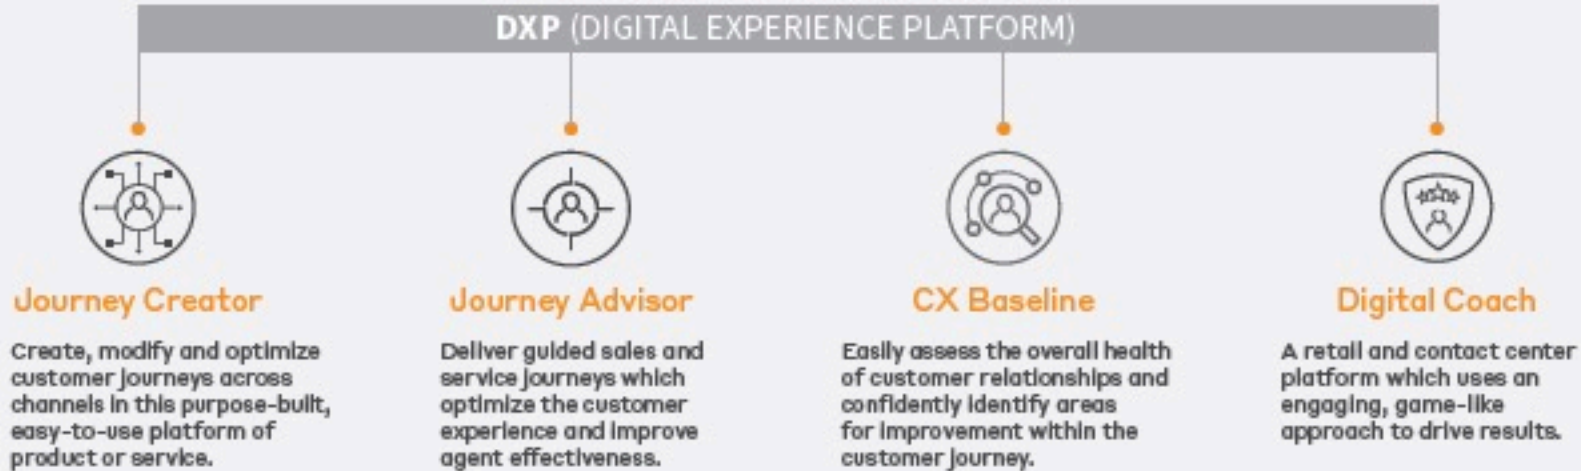 DXP (DIGITAL EXPERIENCE PLATFORM)
Journey Creator
Create, modify and optimize
customer journeys across
channels in this purpose-built,
easy-to-use platform of
product or service.
Journey Advisor
Deliver guided sales and
service journeys which
optimize the customer
experience and improve
agent effectiveness.
CX Baseline
Easily assess the overall health
of customer relationships and
confidently identify areas
for improvement within the
customer journey.
Digital Coach
A retail and contact center
platform which uses an
engaging, game-like
approach to drive results.